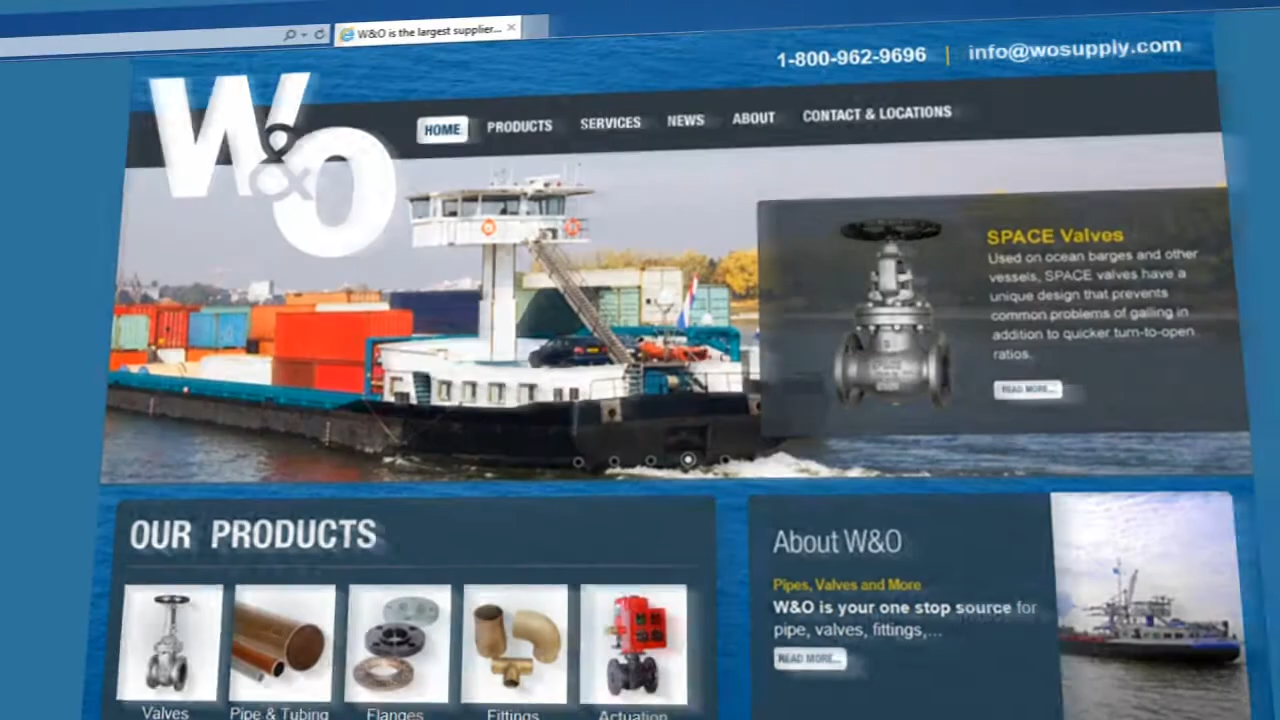 W&O is the largest supplier...
1-800-962-9696 | info@wosupply.com
W&O
HOME PRODUCTS SERVICES NEWS ABOUT CONTACT & LOCATIONS
SPACE Valves
Used on ocean barges and other
vessels, SPACE valves have a
unique design that prevents
common problems of galling in
addition to quicker turn-to-open
ratios.
READ MORE...
OUR PRODUCTS
Valves
Pipe & Tubing
Flanges
Fittings
Actuation
About W&O
Pipes, Valves and More
W&O is your one stop source for
pipe, valves, fittings,...
READ MORE...